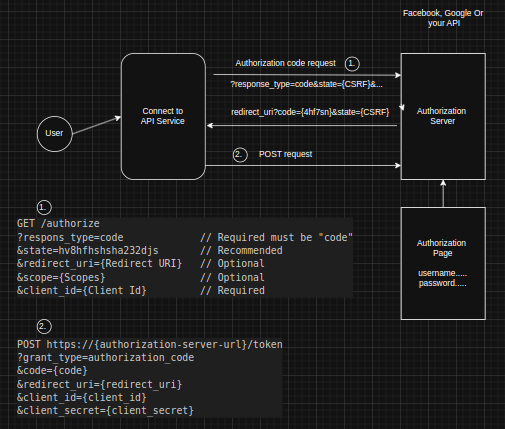 Facebook, Google Or
your API
Authorization code request
1.
?response_type=code&state={CSRF}&...
Connect to
API Service
redirect_uri?code={4hf7sn}&state={CSRF}
Authorization
Server
User
2.
POST request
1.
GET /authorize
?respons_type=code // Required must be "code"
&state=hv8hfhshsha232djs // Recommended
&redirect_uri={Redirect URI} // Optional
&scope={Scopes} // Optional
&client_id={Client Id} // Required
Authorization
Page
username.....
password.....
2.
POST https://{authorization-server-url}/token
?grant_type=authorization_code
&code={code}
&redirect_uri={redirect_uri}
&client_id={client_id}
&client_secret={client_secret}